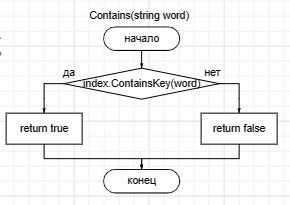 Contains(string word)
начало
да
нет
index.ContainsKey(word)
return true
return false
конец